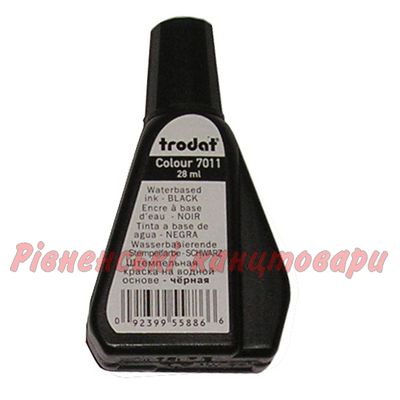 trodat
Colour 7011
28 ml
Waterbased
ink - BLACK
Encre à base
d'eau - NOIR
Tinta a base de
agua - NEGRA
Wasserbasierende
Stempelfarbe - SCHWARZ
Штемпельная
краска на водной
основе - чёрная
0 92399 55886 6
Рівненські канцтовари